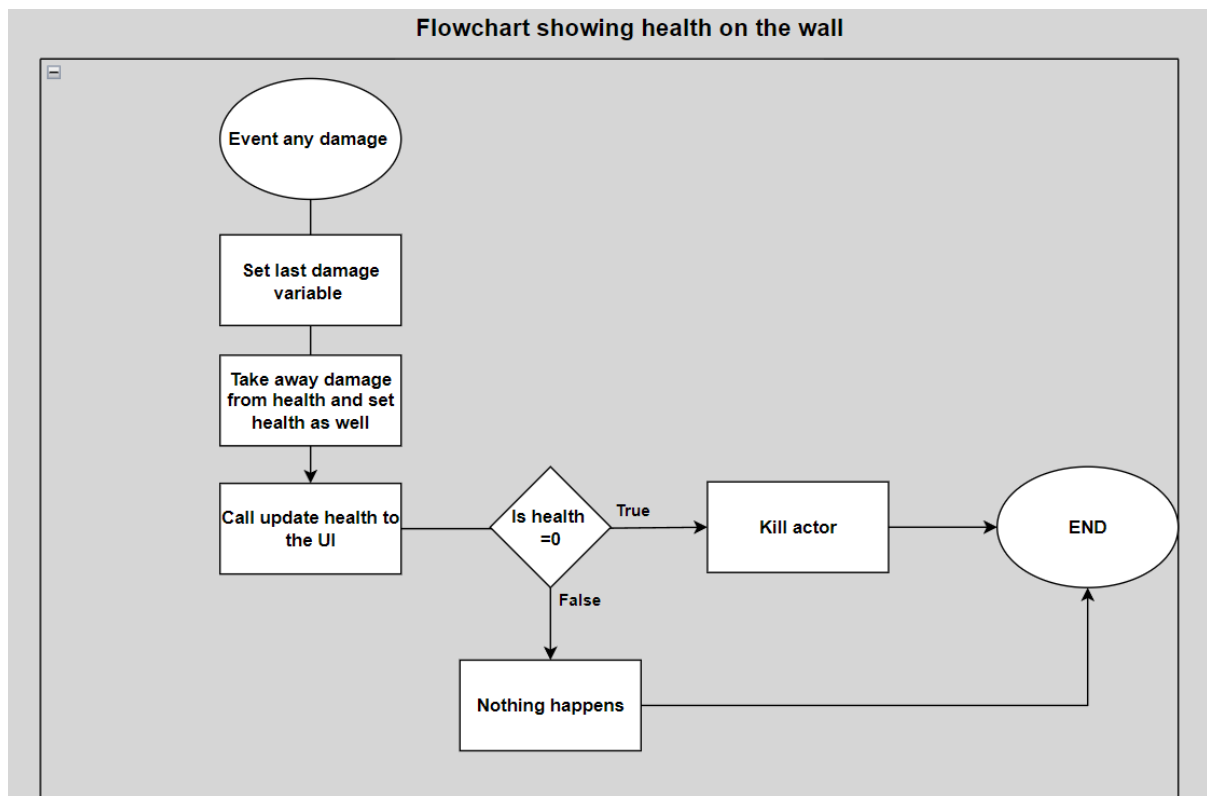 Flowchart showing health on the wall
Event any damage
Set last damage
variable
Take away damage
from health and set
health as well
Call update health to
the UI
Is health
=0
True
Kill actor
END
False
Nothing happens